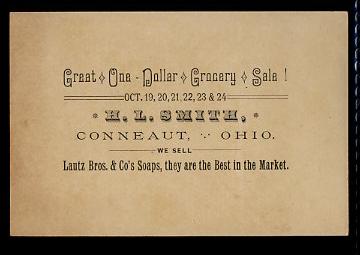 Great One-Dollar Grocery Sale!
OCT. 19, 20, 21, 22, 23 & 24
H. L. SMITH,
CONNEAUT, OHIO.
WE SELL
Lautz Bros. & Co's Soaps, they are the Best in the Market.